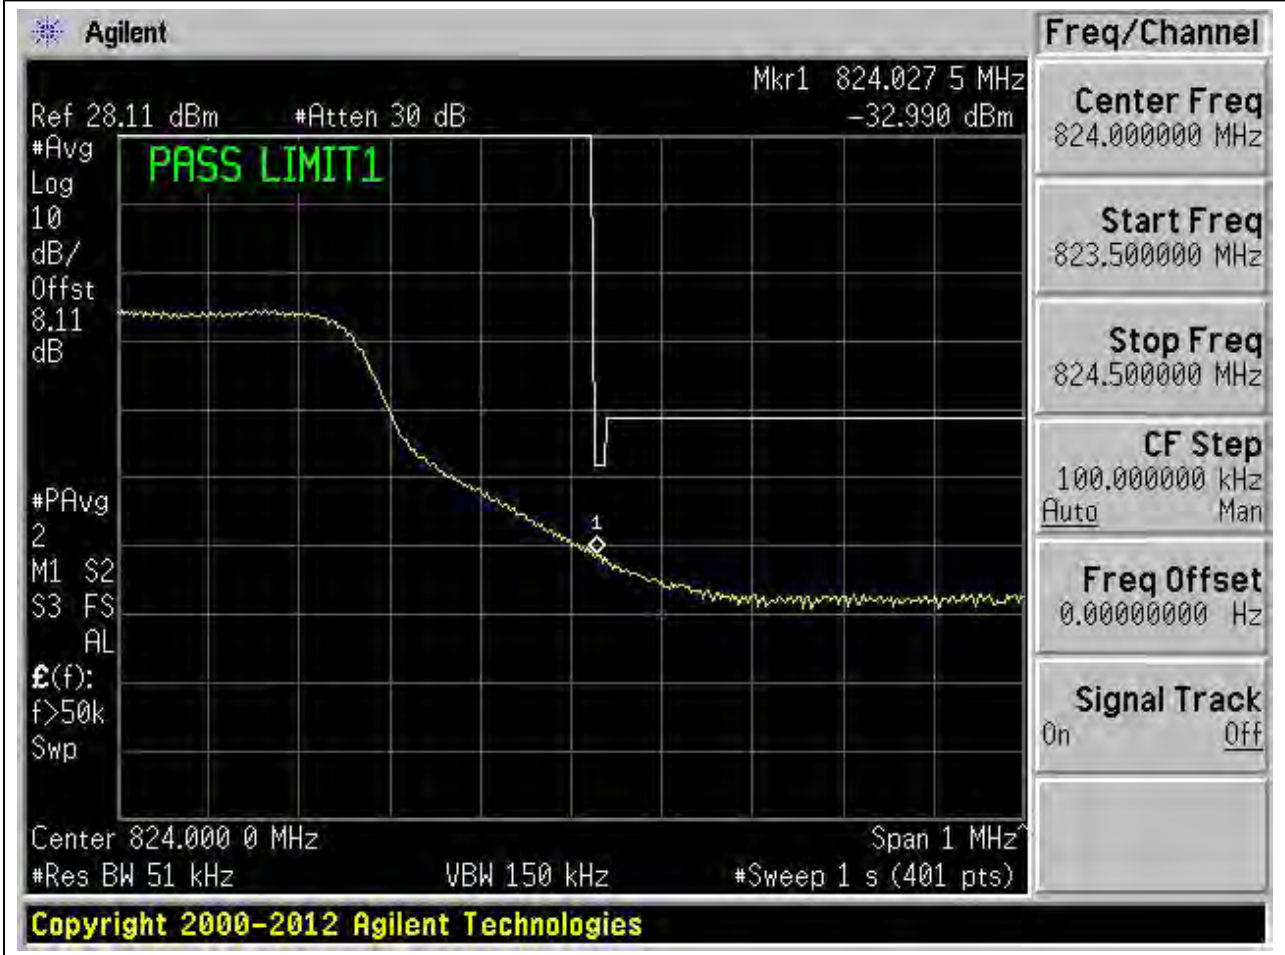 Agilent
Freq/Channel
Mkr1 824.027 5 MHz
Ref 28.11 dBm #Atten 30 dB -32.990 dBm
#Avg
Log
10
dB/
Offst
8.11
dB
PASS LIMIT1
1
#PAvg
2
M1 S2
S3 FS
AL
£(f):
f>50k
Swp
Center 824.000 0 MHz Span 1 MHz^
#Res BW 51 kHz VBW 150 kHz #Sweep 1 s (401 pts)
Copyright 2000-2012 Agilent Technologies
Center Freq
824.000000 MHz
Start Freq
823.500000 MHz
Stop Freq
824.500000 MHz
CF Step
100.000000 kHz
Auto Man
Freq Offset
0.00000000 Hz
Signal Track
On Off